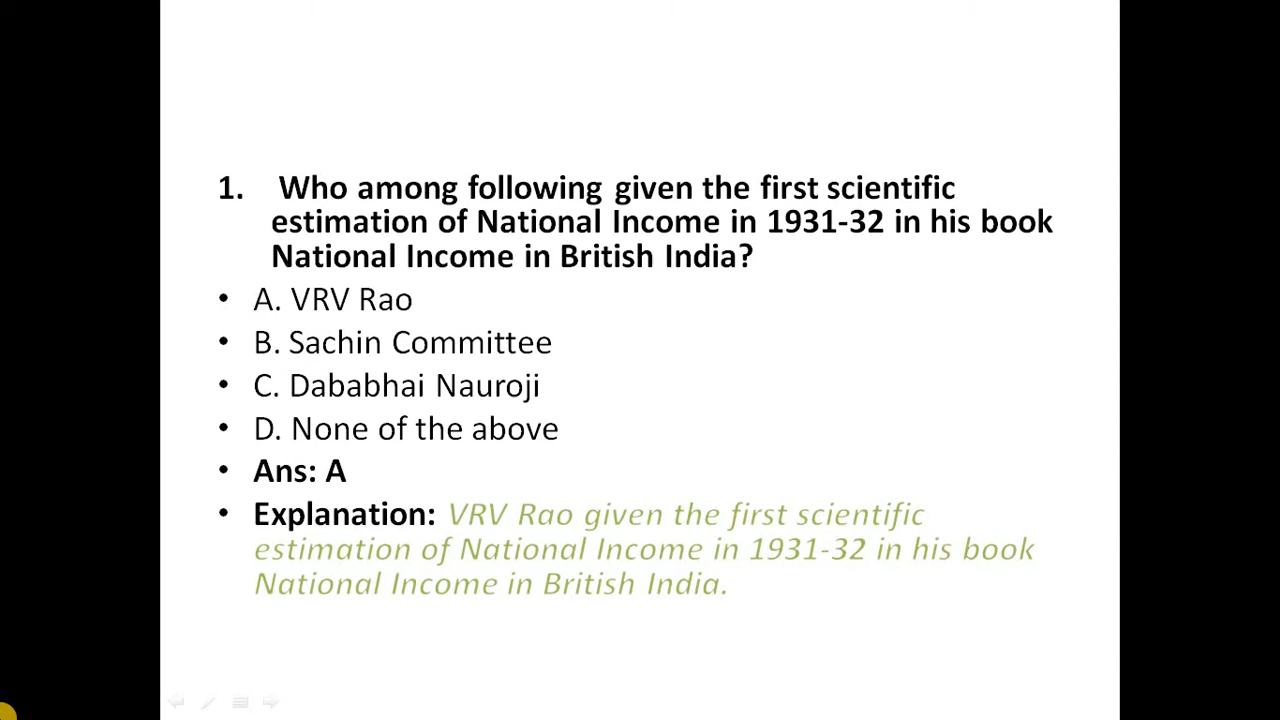 1. Who among following given the first scientific
estimation of National Income in 1931-32 in his book
National Income in British India?
• A. VRV Rao
• B. Sachin Committee
• C. Dababhai Nauroji
• D. None of the above
• Ans: A
• Explanation: VRV Rao given the first scientific
estimation of National Income in 1931-32 in his book
National Income in British India.